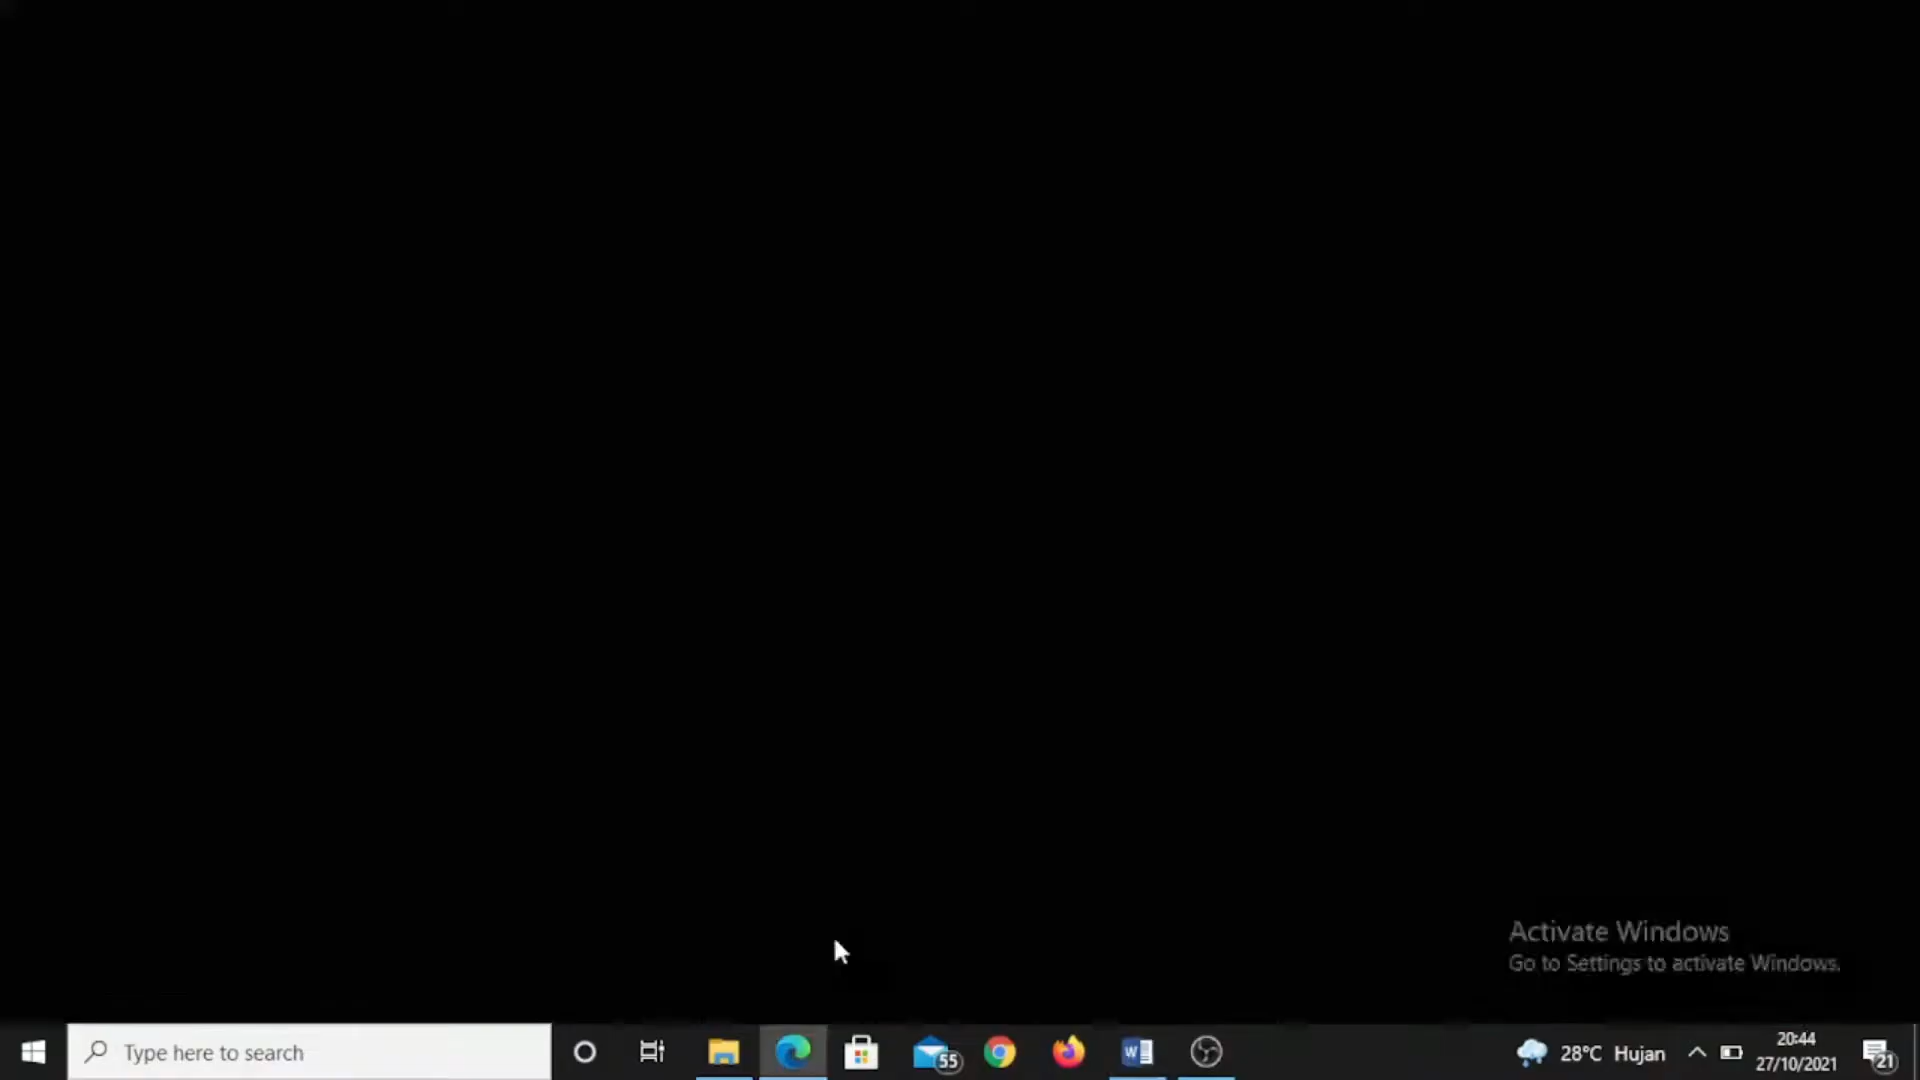 Activate Windows
Go to Settings to activate Windows.
Type here to search
55
W
28°C Hujan
20:44
27/10/2021
21